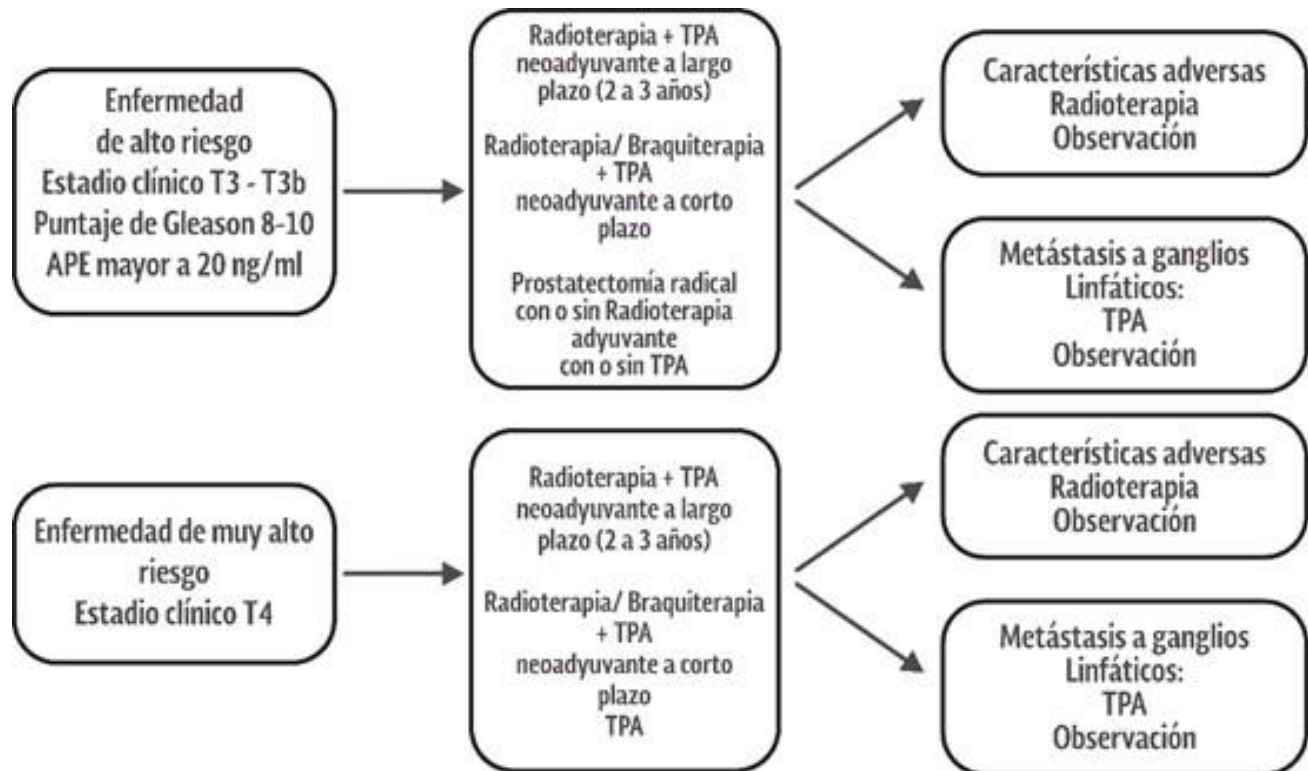 Enfermedad
de alto riesgo
Estadio clínico T3 - T3b
Puntaje de Gleason 8-10
APE mayor a 20 ng/ml
Radioterapia + TPA
neoadyuvante a largo
plazo (2 a 3 años)
Radioterapia/ Braquiterapia
+ TPA
neoadyuvante a corto
plazo
Prostatectomía radical
con o sin Radioterapia
adyuvante
con o sin TPA
Características adversas
Radioterapia
Observación
Metástasis a ganglios
Linfáticos:
TPA
Observación
Enfermedad de muy alto
riesgo
Estadio clínico T4
Radioterapia + TPA
neoadyuvante a largo
plazo (2 a 3 años)
Radioterapia/ Braquiterapia
+ TPA
neoadyuvante a corto
plazo
TPA
Características adversas
Radioterapia
Observación
Metástasis a ganglios
Linfáticos:
TPA
Observación